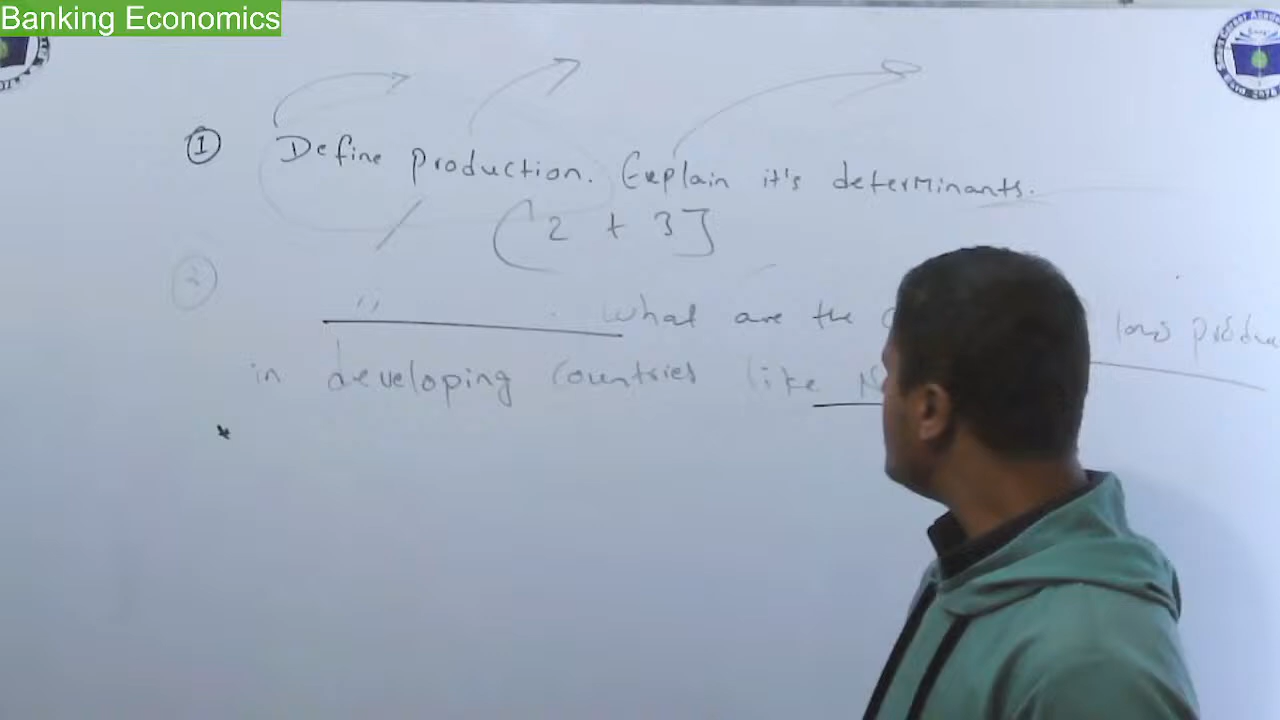 Banking Economics
① Define production. Explain it's determinants.
(2 + 3]
② " . What are the low produc
in developing countries like N
*